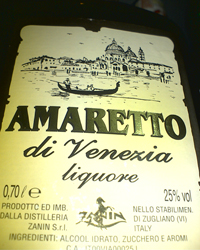 AMARETTO
di Venezia
liquore
0,70 l e 25% vol
PRODOTTO ED IMB. NELLO STABILIMEN.
DALLA DISTILLERIA ZANIN DI ZUGLIANO (VI)
ZANIN S.r.l. ITALY
INGREDIENTI: ALCOOL IDRATO, ZUCCHERO E AROMI